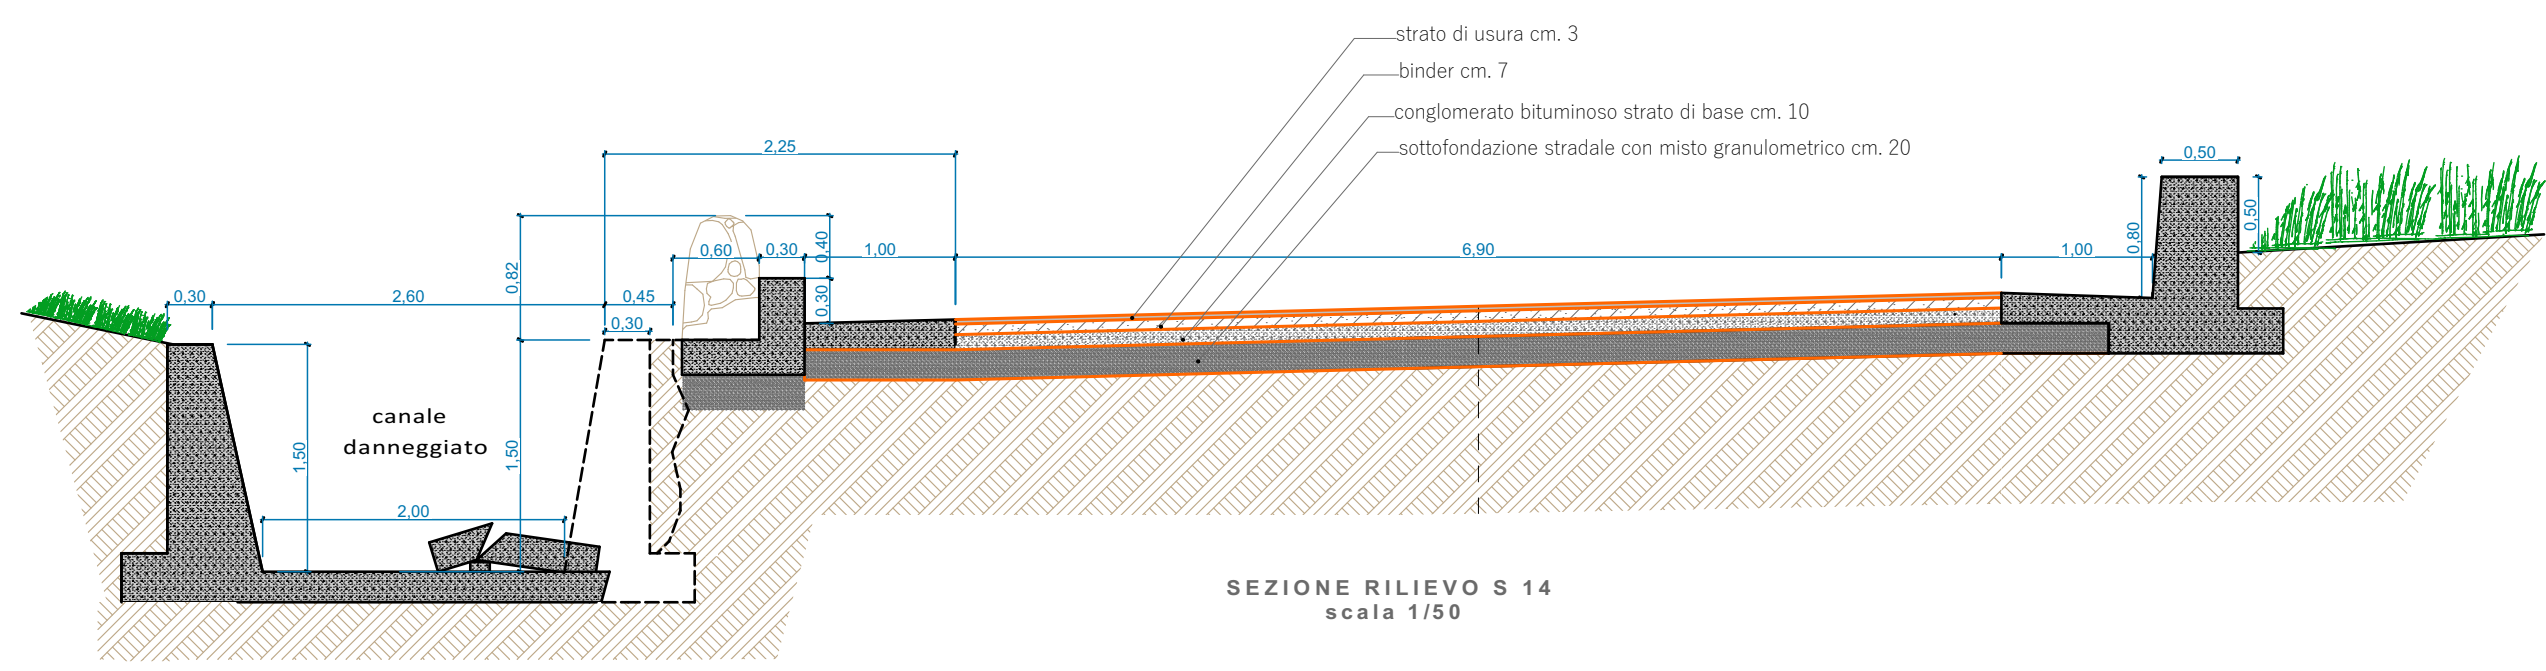 strato di usura cm. 3
binder cm. 7
conglomerato bituminoso strato di base cm. 10
sottofondazione stradale con misto granulometrico cm. 20
2,25
0,50
0,50
0,80
0,82
0,60
0,30
0,40
1,00
6,90
1,00
0,30
2,60
0,45
0,30
0,30
canale
danneggiato
1,50
1,50
2,00
SEZIONE RILIEVO S 14
scala 1/50